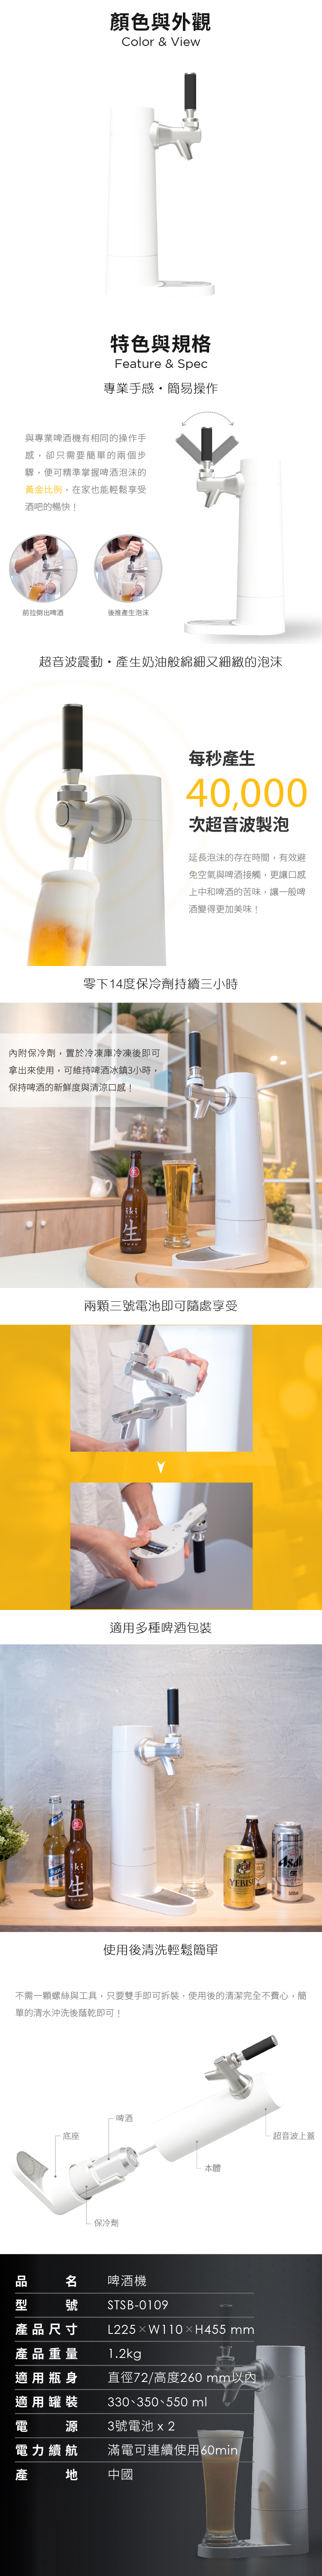 顏色與外觀
Color & View
特色與規格
Feature & Spec
專業手感・簡易操作
與專業啤酒機有相同的操作手
感，卻只需要簡單的兩個步
驟，便可精準掌握啤酒泡沫的
黃金比例，在家也能輕鬆享受
酒吧的暢快！
前拉倒出啤酒
後推產生泡沫
超音波震動・產生奶油般綿細又細緻的泡沫
每秒產生
40,000
次超音波製泡
延長泡沫的存在時間，有效避
免空氣與啤酒接觸，更讓口感
上中和啤酒的苦味，讓一般啤
酒變得更加美味！
零下14度保冷劑持續三小時
內附保冷劑，置於冷凍庫冷凍後即可
拿出來使用，可維持啤酒冰鎮3小時，
保持啤酒的新鮮度與清涼口感！
iki
生
兩顆三號電池即可隨處享受
適用多種啤酒包裝
iki
生
YEBISU
Asahi
使用後清洗輕鬆簡單
不需一顆螺絲與工具，只要雙手即可拆裝，使用後的清潔完全不費心，簡
單的清水沖洗後蔭乾即可！
啤酒
底座
超音波上蓋
本體
保冷劑
品名 啤酒機
型號 STSB-0109
產品尺寸 L225×W110×H455 mm
產品重量 1.2kg
適用瓶身 直徑72/高度260 mm以內
適用罐裝 330、350、550 ml
電源 3號電池 x 2
電力續航 滿電可連續使用60min
產地 中國